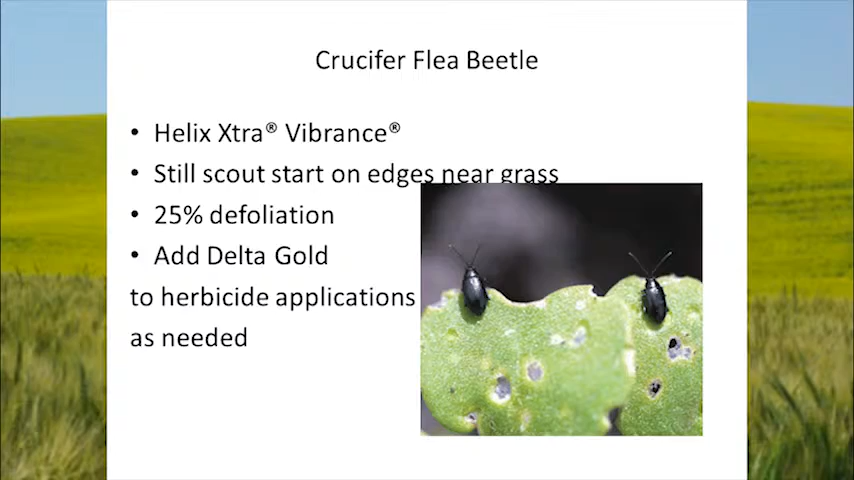 Crucifer Flea Beetle
• Helix Xtra® Vibrance®
• Still scout start on edges near grass
• 25% defoliation
• Add Delta Gold
to herbicide applications
as needed